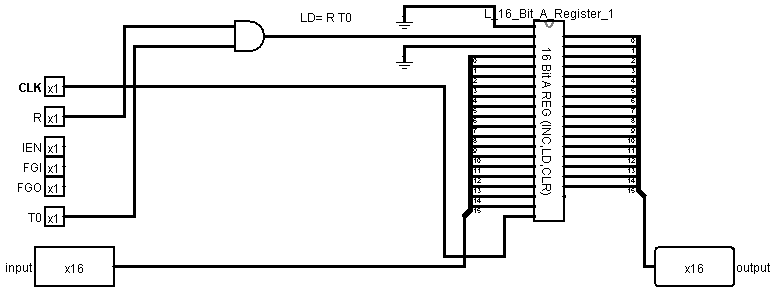 LD= R T0
L_16_Bit_A_Register_1
16 Bit A REG (INC,LD,CLR)
CLK x1
R x1
IEN x1
FGI x1
FGO x1
T0 x1
input x16
0
1
2
3
4
5
6
7
8
9
10
11
12
13
14
15
0
1
2
3
4
5
6
7
8
9
10
11
12
13
14
15
x16 output